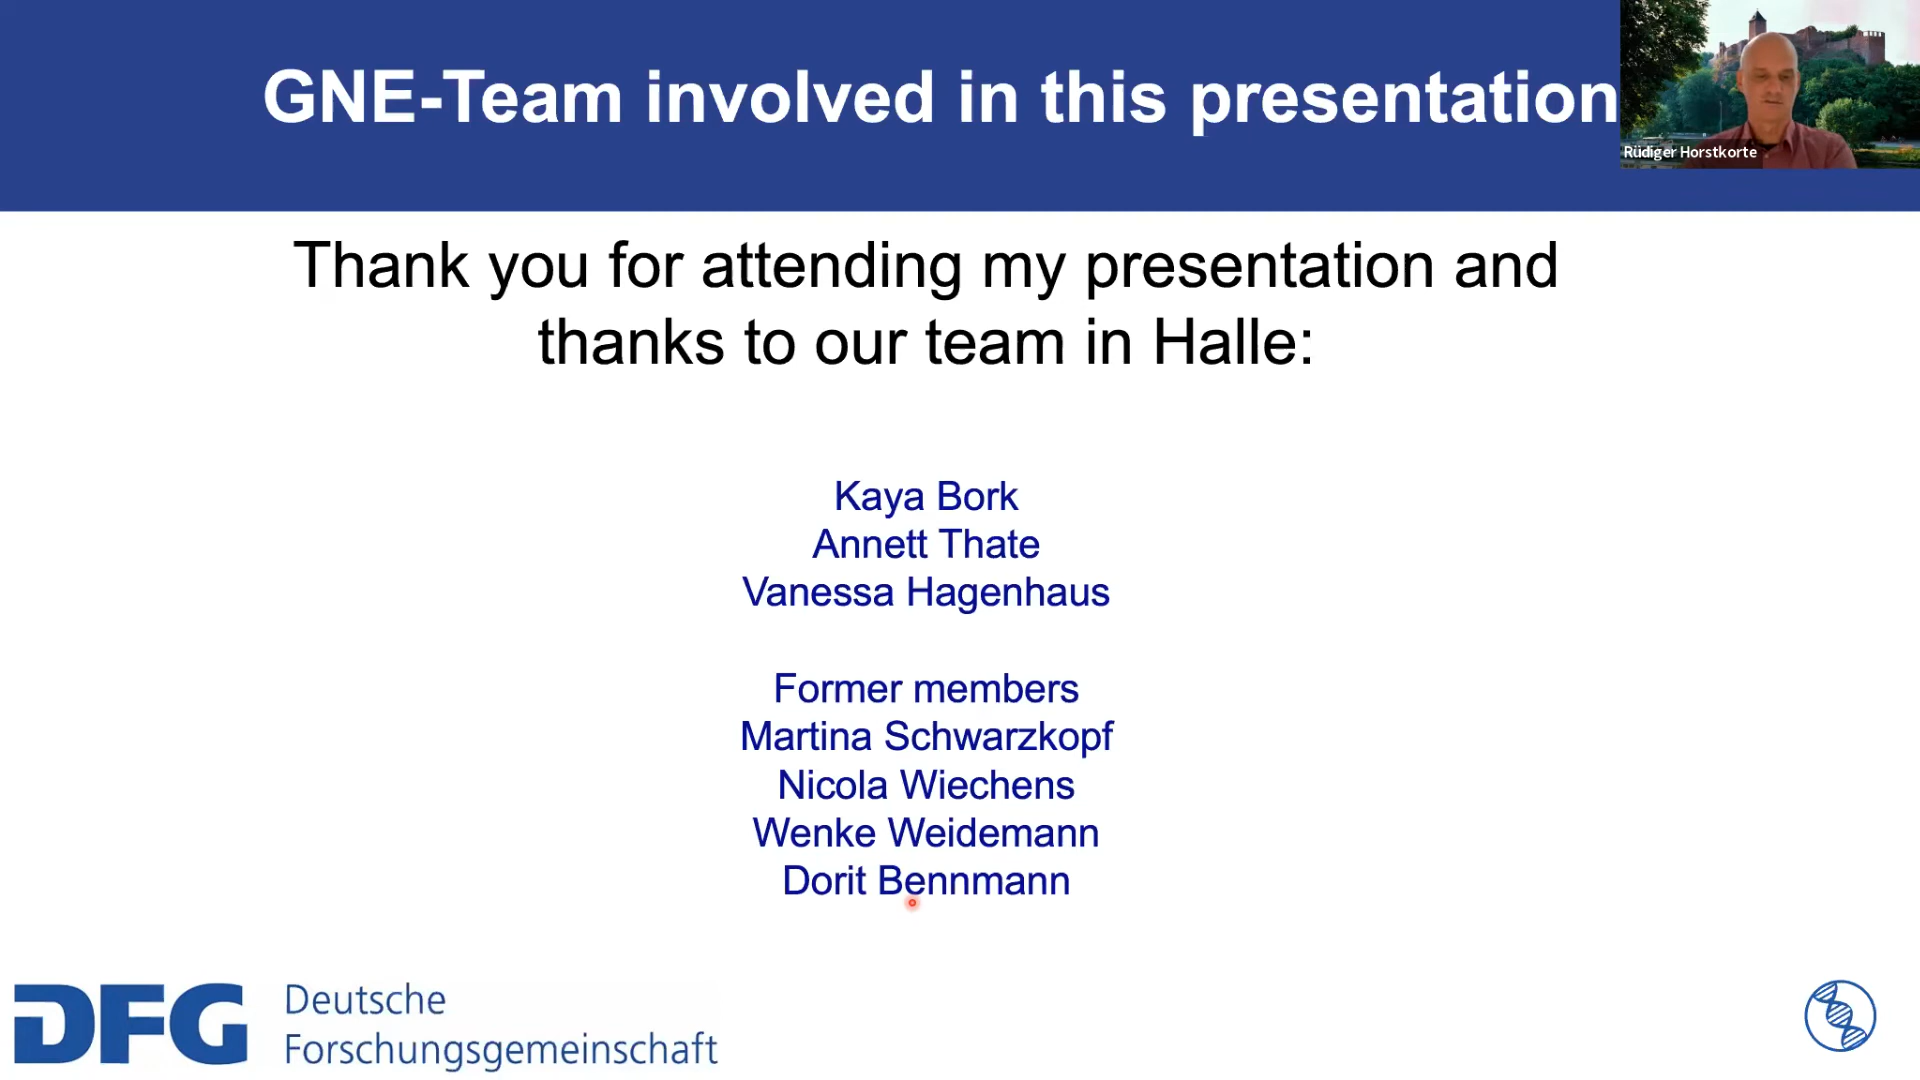 GNE-Team involved in this presentation
Rüdiger Horstkorte
Thank you for attending my presentation and
thanks to our team in Halle:
Kaya Bork
Annett Thate
Vanessa Hagenhaus
Former members
Martina Schwarzkopf
Nicola Wiechens
Wenke Weidemann
Dorit Bennmann
DFG
Deutsche
Forschungsgemeinschaft